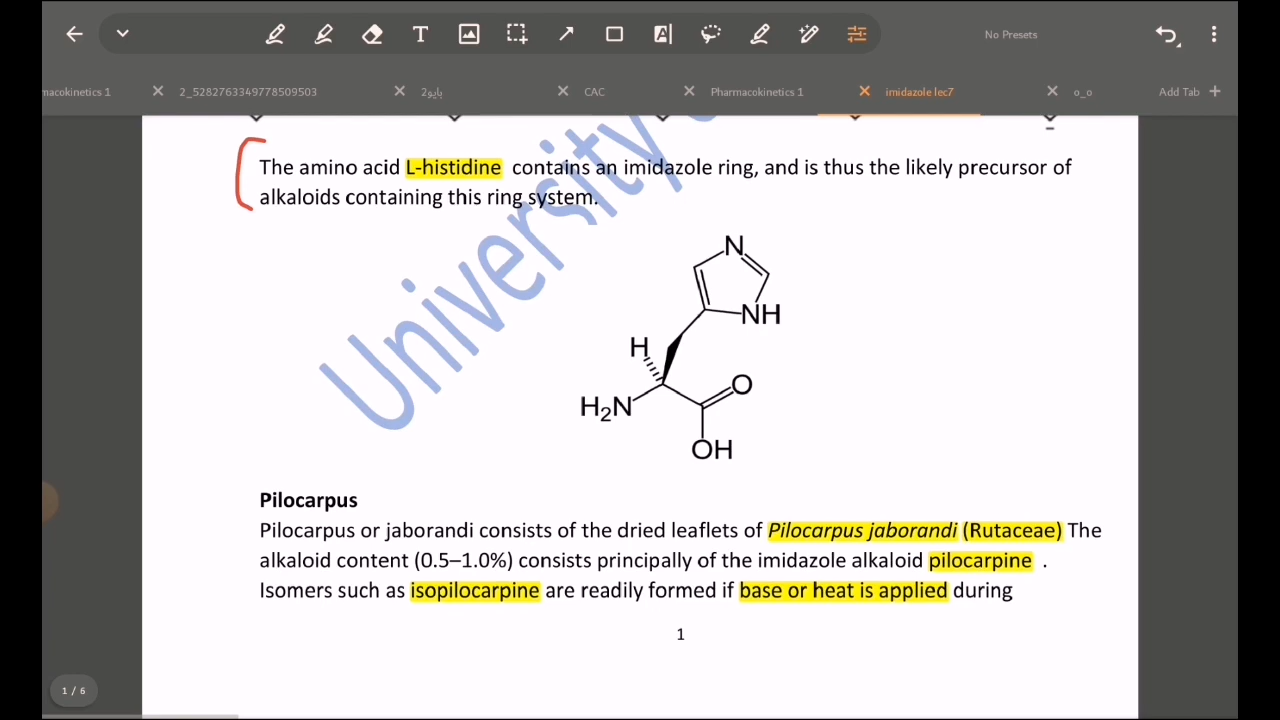 T A No Presets
macokinetics 1 2_5282763349778509503 بايو2 CAC Pharmacokinetics 1 imidazole lec7 o_o Add Tab
University
The amino acid L-histidine contains an imidazole ring, and is thus the likely precursor of
alkaloids containing this ring system.
N
NH
H
O
H2N
OH
Pilocarpus
Pilocarpus or jaborandi consists of the dried leaflets of Pilocarpus jaborandi (Rutaceae) The
alkaloid content (0.5–1.0%) consists principally of the imidazole alkaloid pilocarpine .
Isomers such as isopilocarpine are readily formed if base or heat is applied during
1
1 / 6